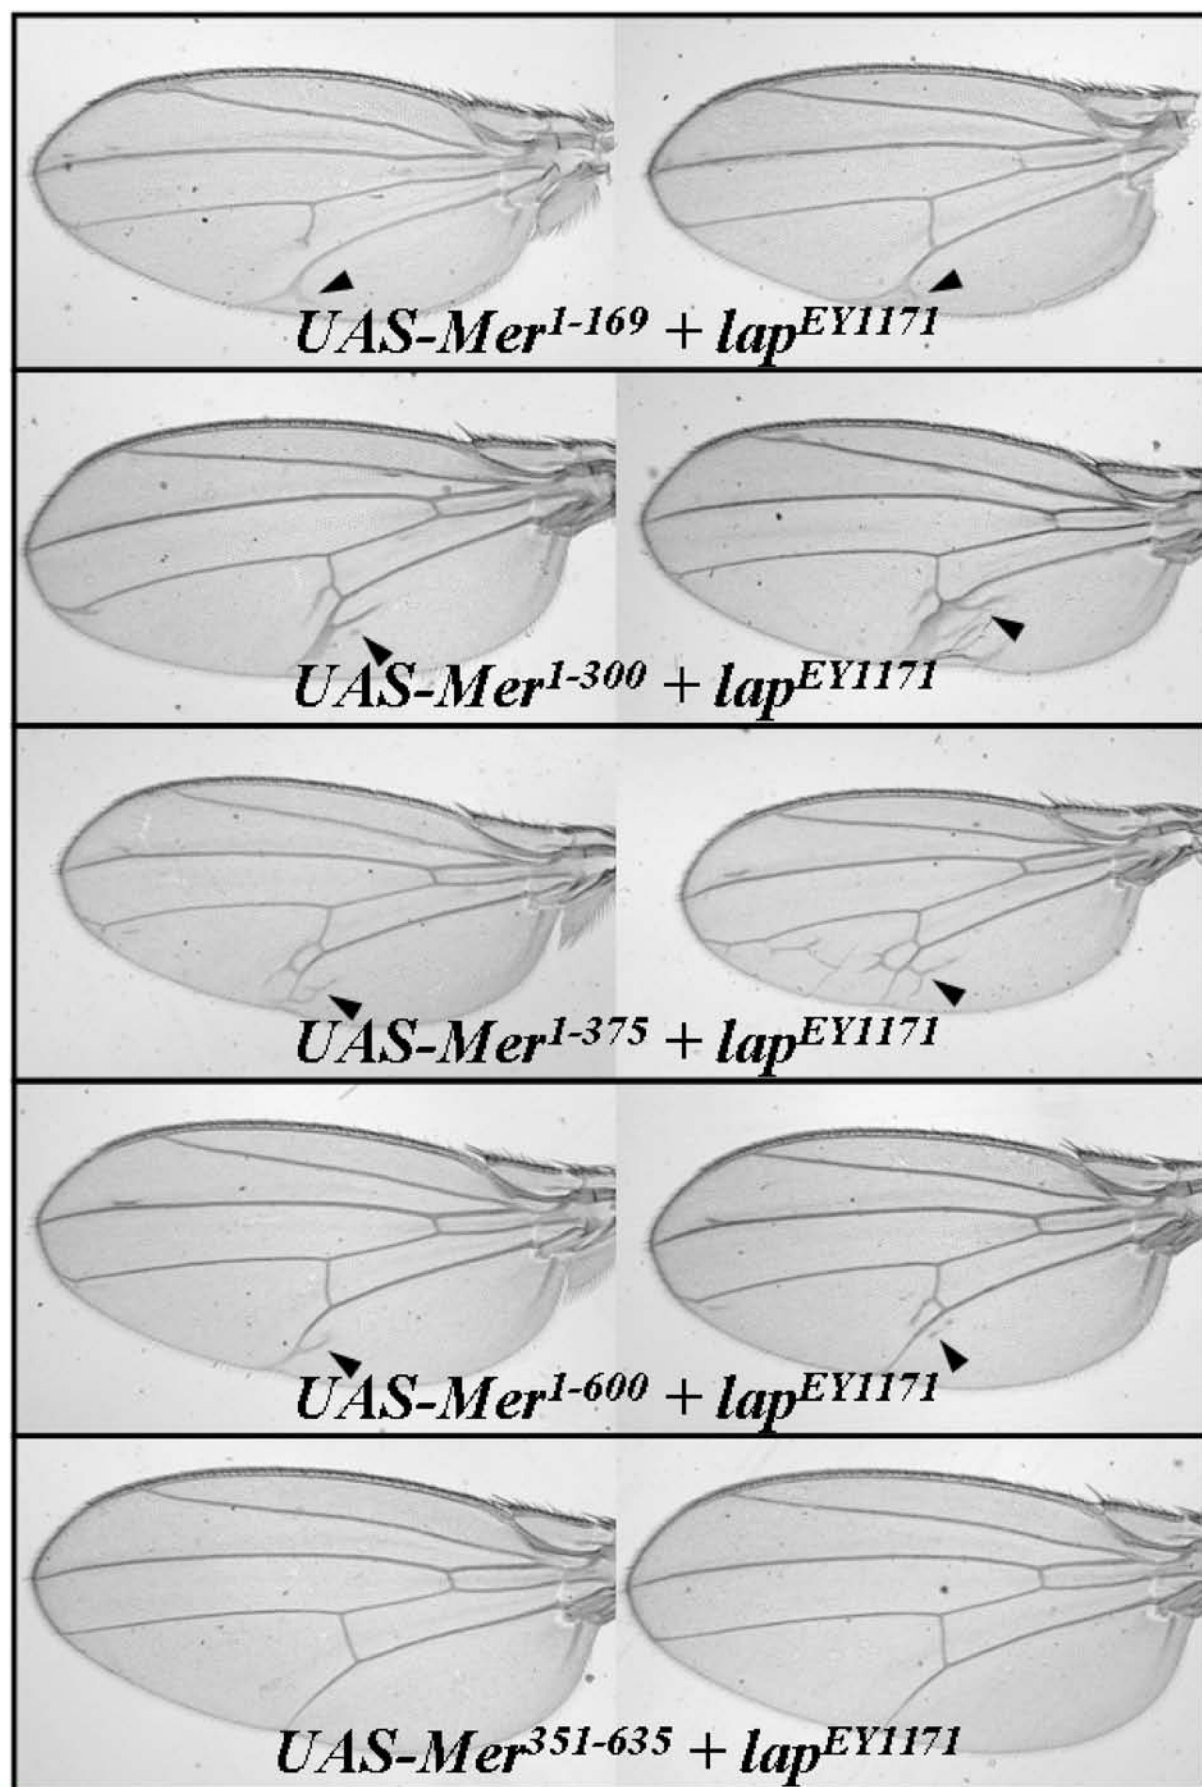 UAS-Mer1-169 + lapEY1171
UAS-Mer1-300 + lapEY1171
UAS-Mer1-375 + lapEY1171
UAS-Mer1-600 + lapEY1171
UAS-Mer351-635 + lapEY1171